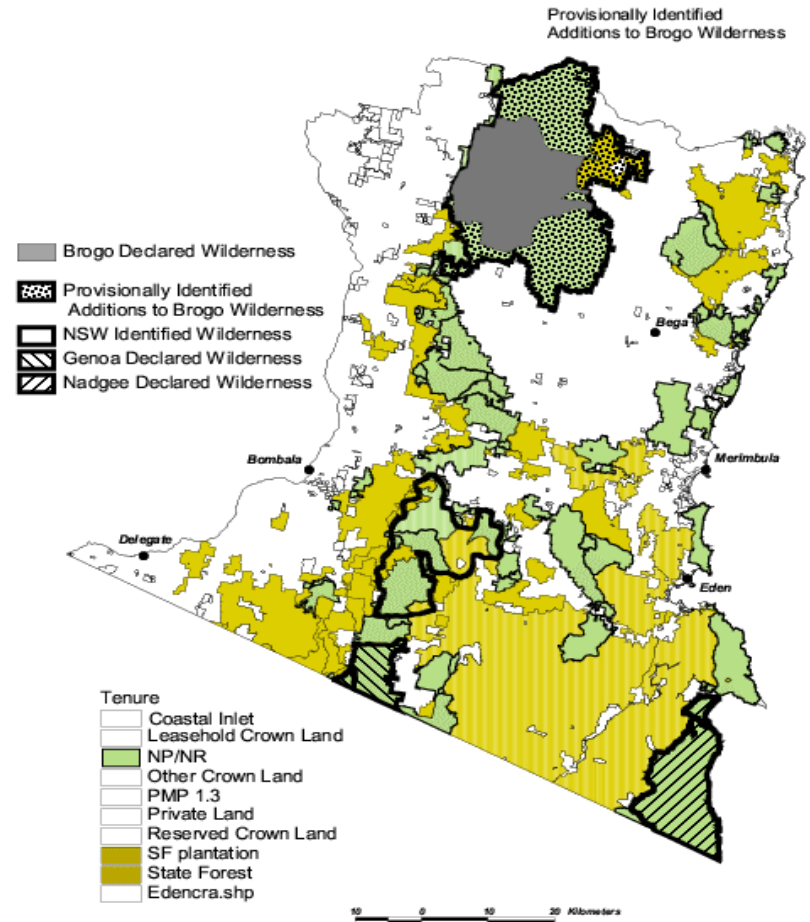 Provisionally Identified
Additions to Brogo Wilderness
Brogo Declared Wilderness
Provisionally Identified
Additions to Brogo Wilderness
NSW Identified Wilderness
Genoa Declared Wilderness
Nadgee Declared Wilderness
Bega
Bombala
Merimbula
Delegate
Eden
Tenure
Coastal Inlet
Leasehold Crown Land
NP/NR
Other Crown Land
PMP 1.3
Private Land
Reserved Crown Land
SF plantation
State Forest
Edencra.shp
10 0 10 20 Kilometers